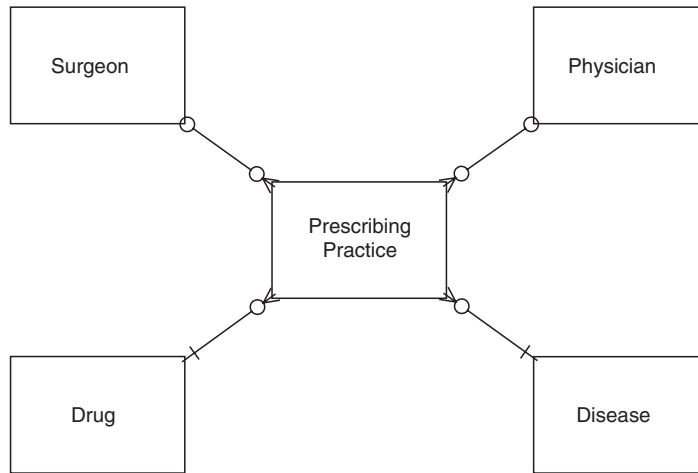 Surgeon
Physician
Prescribing
Practice
Drug
Disease